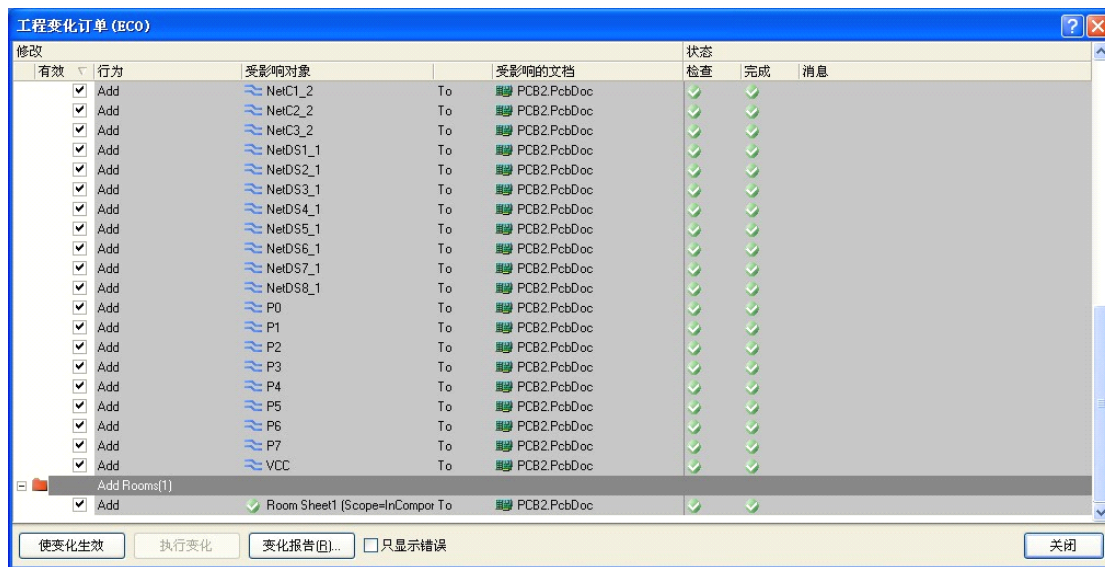 工程变化订单(ECO)
修改 状态
有效 行为 受影响对象 受影响的文档 检查 完成 消息
Add NetC1_2 To PCB2.PcbDoc
Add NetC2_2 To PCB2.PcbDoc
Add NetC3_2 To PCB2.PcbDoc
Add NetDS1_1 To PCB2.PcbDoc
Add NetDS2_1 To PCB2.PcbDoc
Add NetDS3_1 To PCB2.PcbDoc
Add NetDS4_1 To PCB2.PcbDoc
Add NetDS5_1 To PCB2.PcbDoc
Add NetDS6_1 To PCB2.PcbDoc
Add NetDS7_1 To PCB2.PcbDoc
Add NetDS8_1 To PCB2.PcbDoc
Add P0 To PCB2.PcbDoc
Add P1 To PCB2.PcbDoc
Add P2 To PCB2.PcbDoc
Add P3 To PCB2.PcbDoc
Add P4 To PCB2.PcbDoc
Add P5 To PCB2.PcbDoc
Add P6 To PCB2.PcbDoc
Add P7 To PCB2.PcbDoc
Add VCC To PCB2.PcbDoc
Add Rooms(1)
Add Room Sheet1 (Scope=InCompor To PCB2.PcbDoc
使变化生效 执行变化 变化报告(R)... 只显示错误 关闭